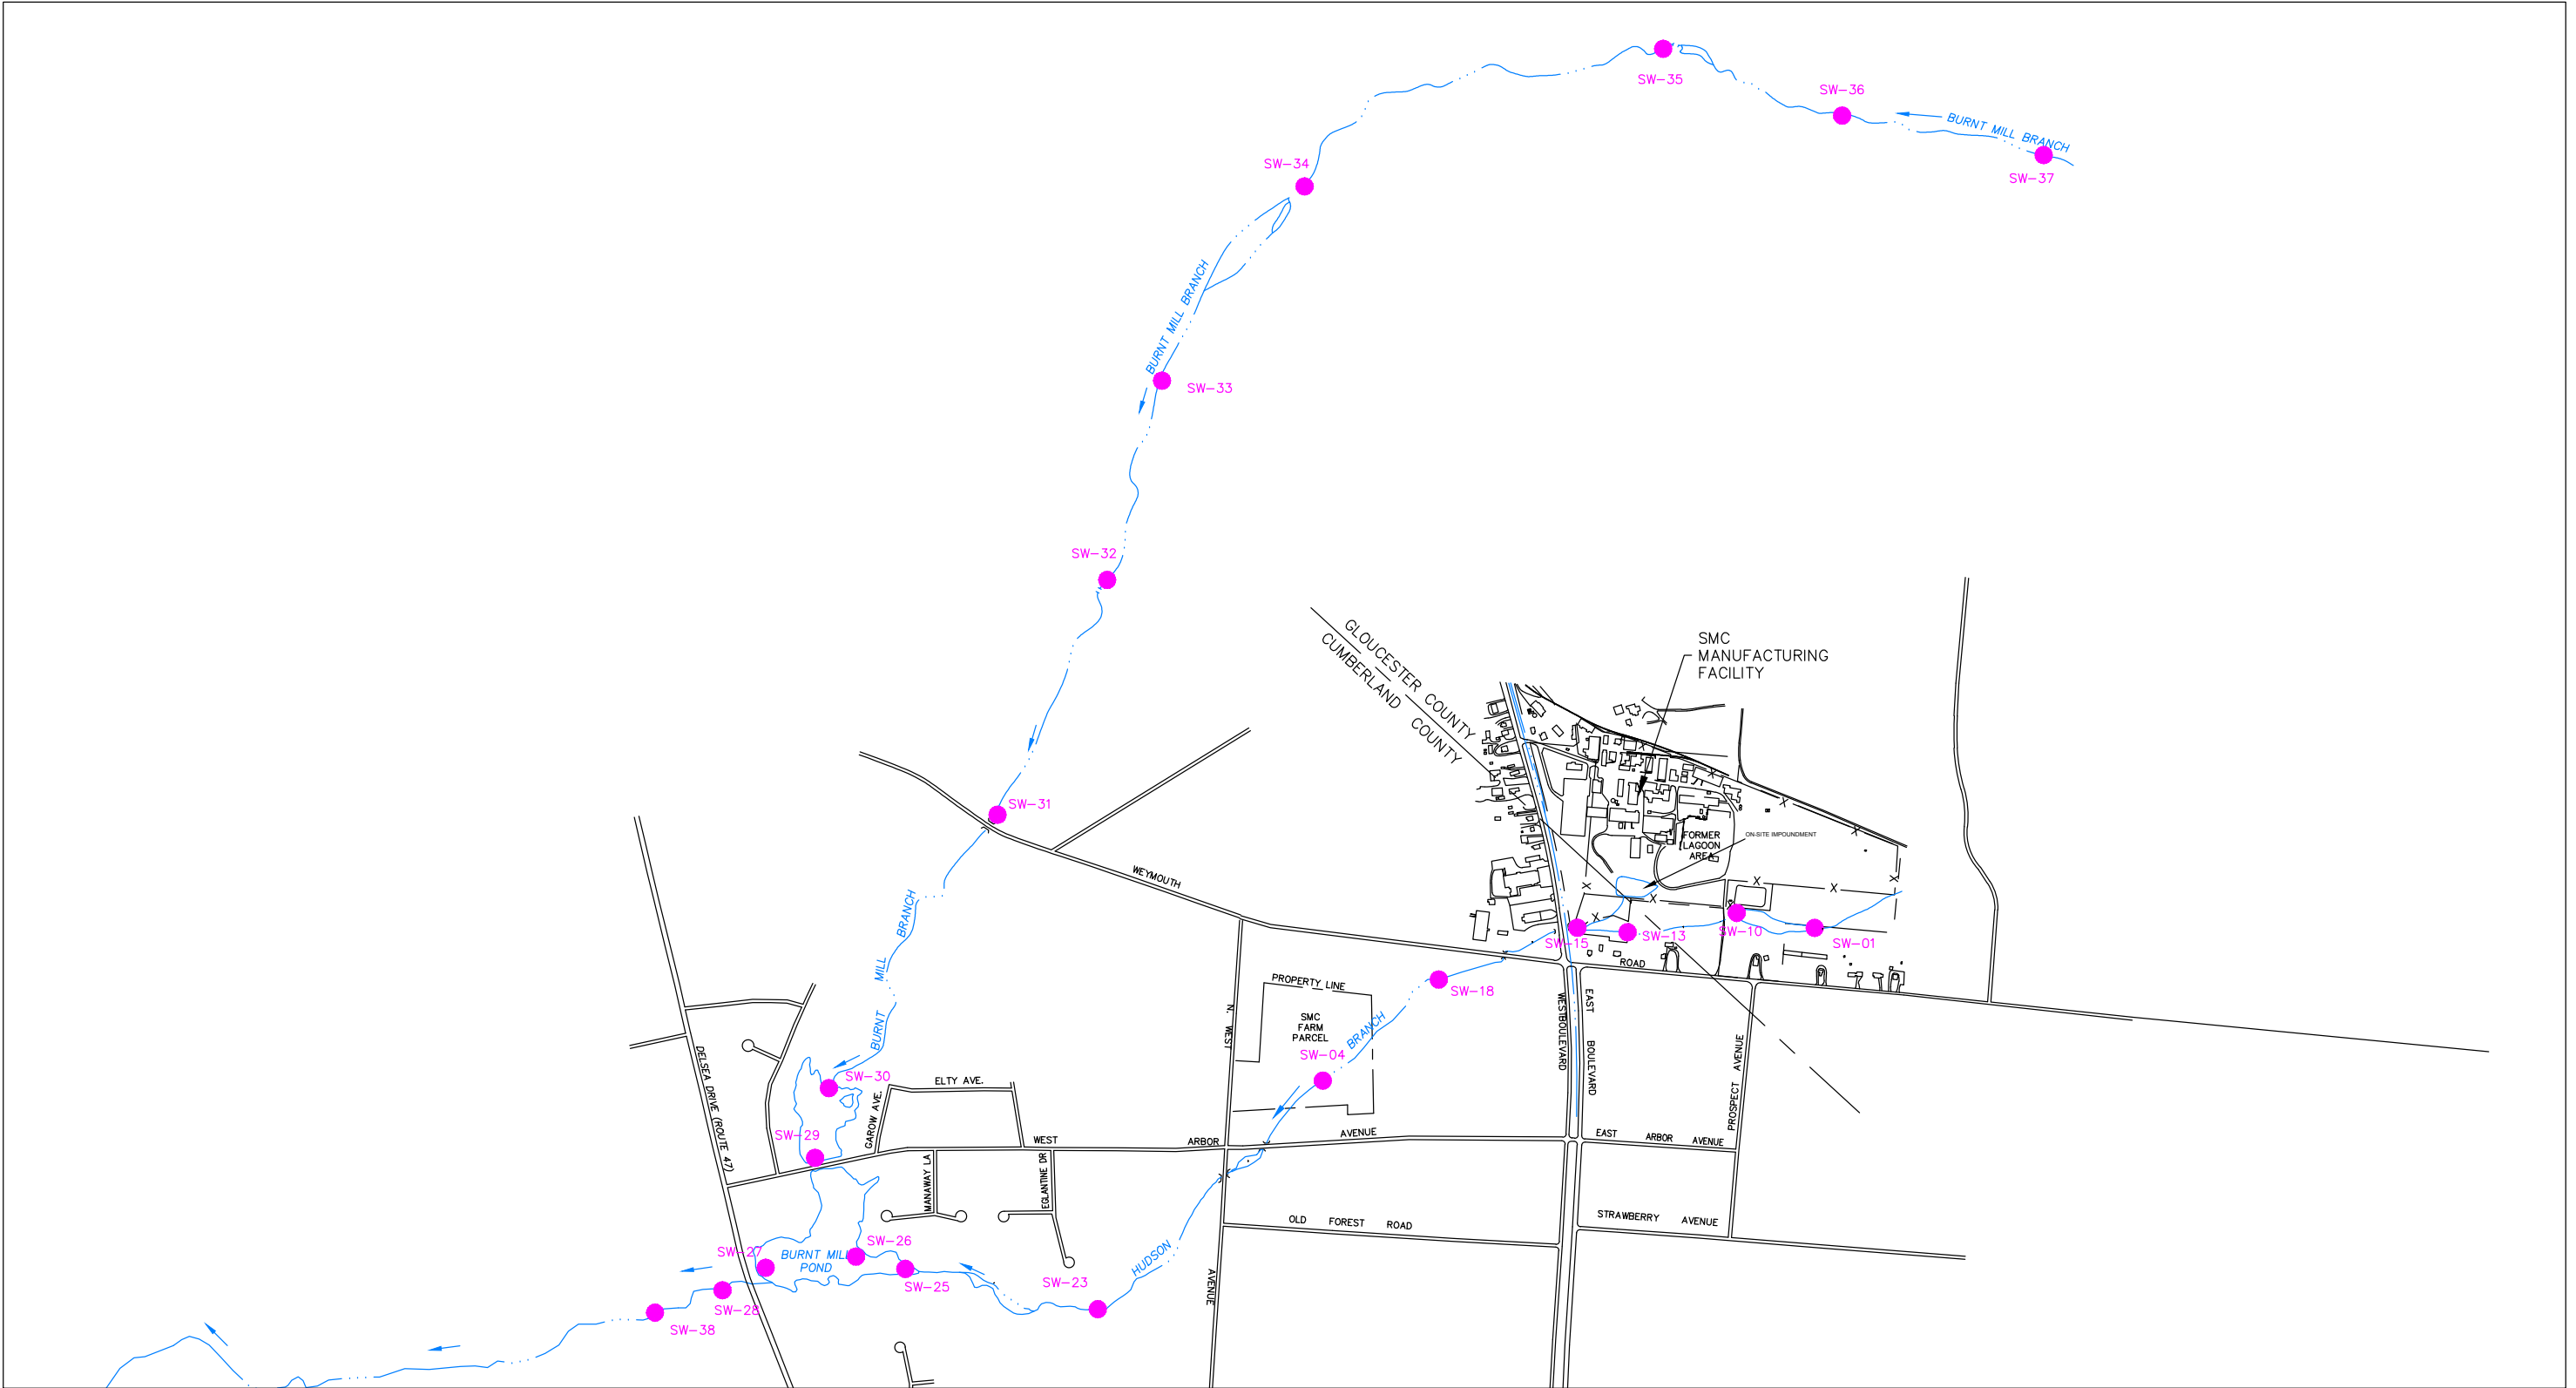 SW-35
SW-36
BURNT MILL BRANCH
SW-37
SW-34
BURNT MILL BRANCH
SW-33
SW-32
GLOUCESTER COUNTY
CUMBERLAND COUNTY
SMC
MANUFACTURING
FACILITY
SW-31
FORMER
LAGOON
AREA
ON-SITE IMPOUNDMENT
WEYMOUTH
ROAD
X
X
X
X
X
X
X
X
X
X
SW-15
SW-13
SW-10
SW-01
BURNT MILL BRANCH
PROPERTY LINE
SMC
FARM
PARCEL
SW-18
BRANCH
SW-04
N. WEST
AVENUE
WESTBOULEVARD
EAST BOULEVARD
PROSPECT AVENUE
DELSEA DRIVE (ROUTE 47)
SW-30
ELTY AVE.
GAROW AVE.
SW-29
WEST ARBOR AVENUE
EAST ARBOR AVENUE
MANAWAY LA
EGLANTINE DR
OLD FOREST ROAD
STRAWBERRY AVENUE
HUDSON
SW-26
SW-27
BURNT MILL
POND
SW-25
SW-23
SW-28
SW-38